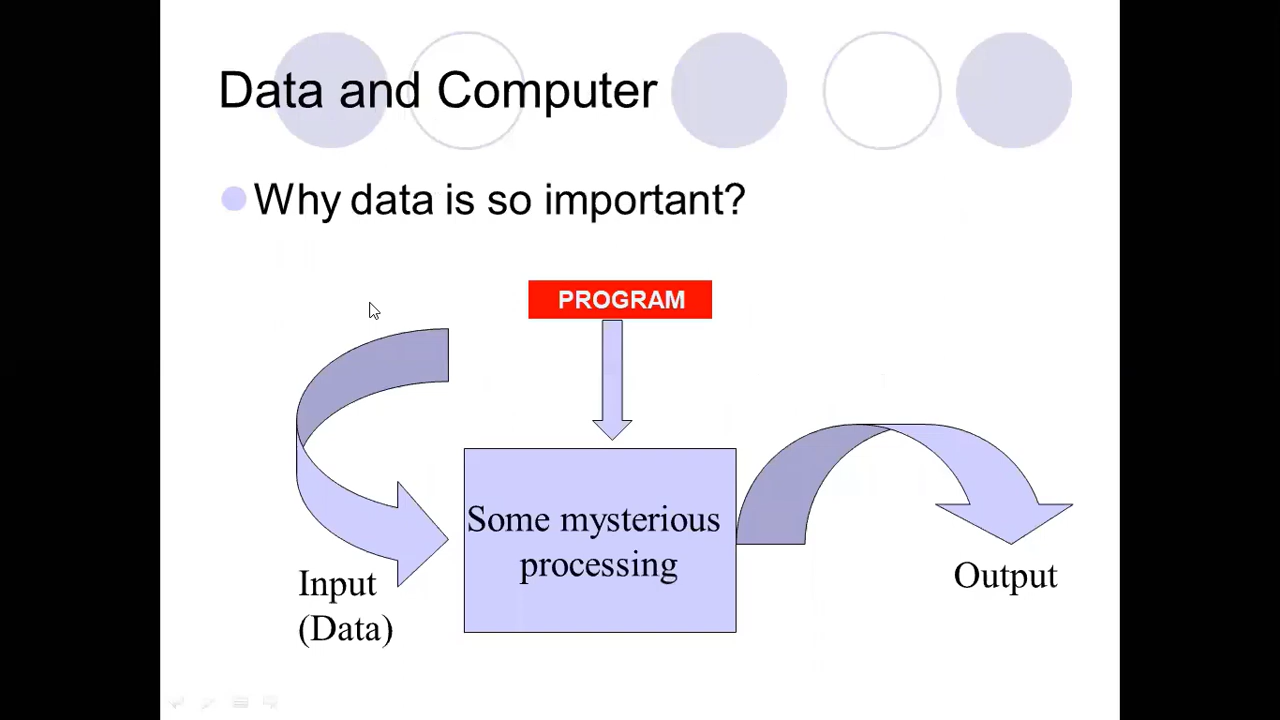 Data and Computer
Why data is so important?
PROGRAM
Some mysterious
processing
Input
(Data)
Output